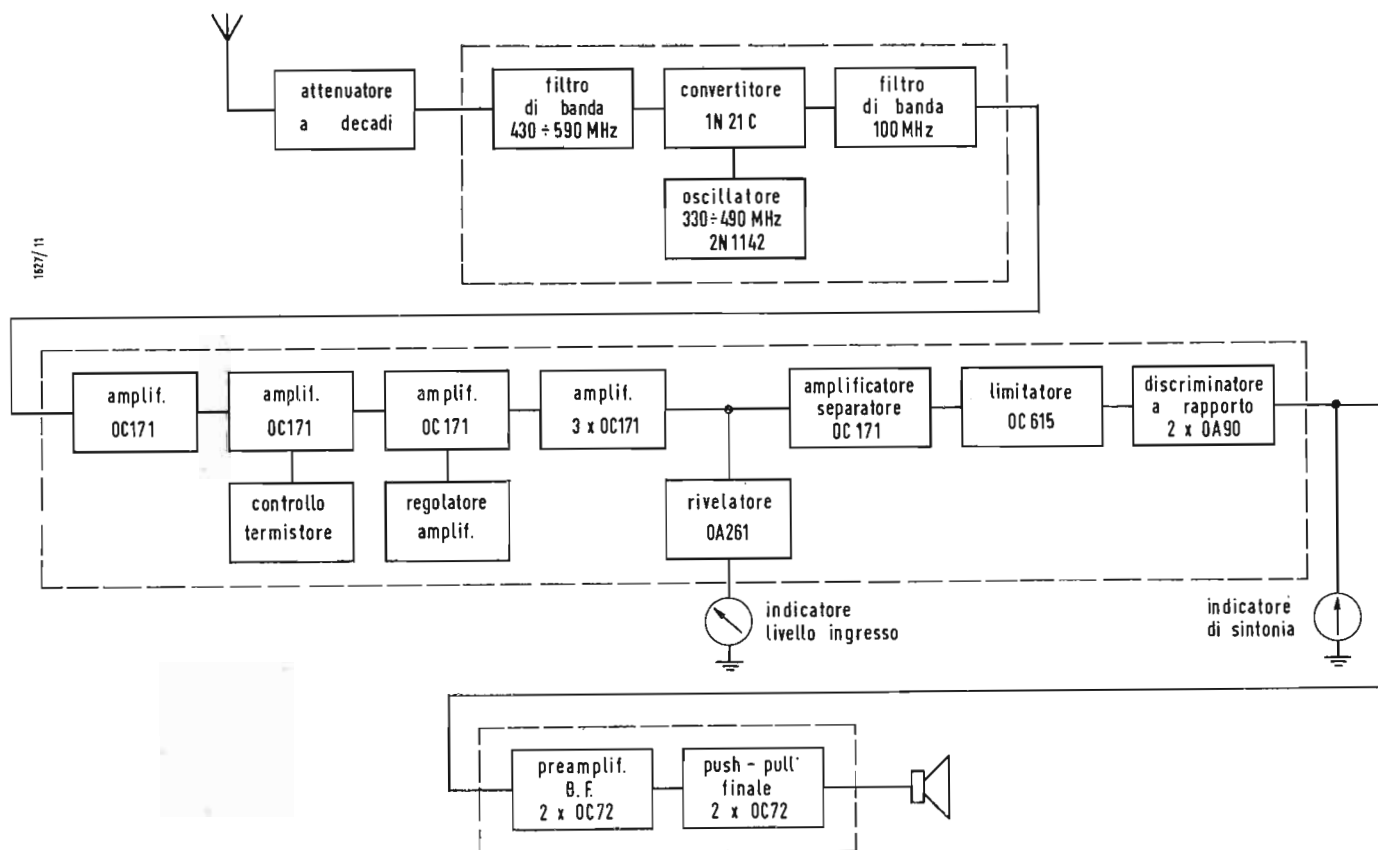 attenuatore
a decadi
filtro
di banda
430 ÷ 590 MHz
convertitore
1N 21 C
filtro
di banda
100 MHz
oscillatore
330 ÷ 490 MHz
2N 1142
1627/11
amplif.
OC171
amplif.
OC171
amplif.
OC171
amplif.
3 x OC171
amplificatore
separatore
OC 171
limitatore
OC 615
discriminatore
a rapporto
2 x OA90
controllo
termistore
regolatore
amplif.
rivelatore
OA261
indicatore
livello ingresso
indicatore
di sintonia
preamplif.
B. F.
2 x OC72
push - pull
finale
2 x OC72